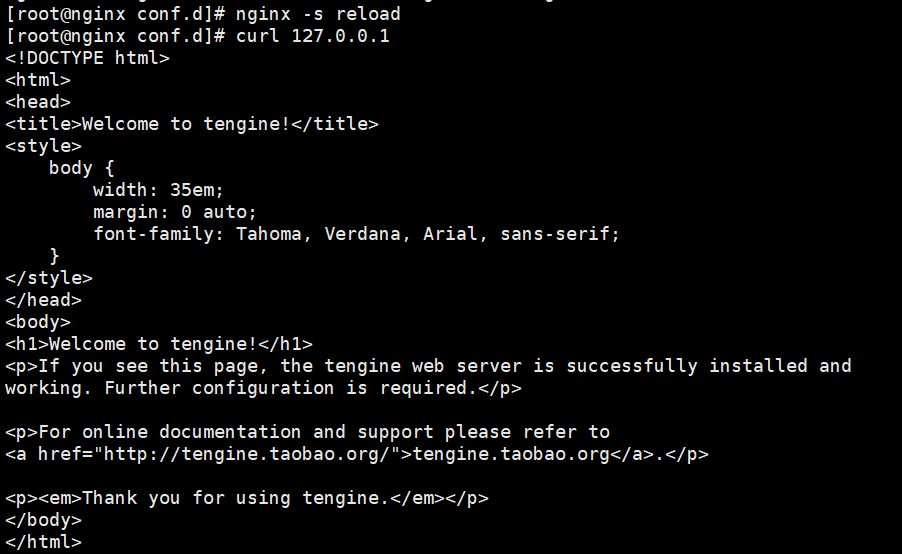 [root@nginx conf.d]# nginx -s reload
[root@nginx conf.d]# curl 127.0.0.1
<!DOCTYPE html>
<html>
<head>
<title>Welcome to tengine!</title>
<style>
    body {
        width: 35em;
        margin: 0 auto;
        font-family: Tahoma, Verdana, Arial, sans-serif;
    }
</style>
</head>
<body>
<h1>Welcome to tengine!</h1>
<p>If you see this page, the tengine web server is successfully installed and
working. Further configuration is required.</p>

<p>For online documentation and support please refer to
<a href="http://tengine.taobao.org/">tengine.taobao.org</a>.</p>

<p><em>Thank you for using tengine.</em></p>
</body>
</html>